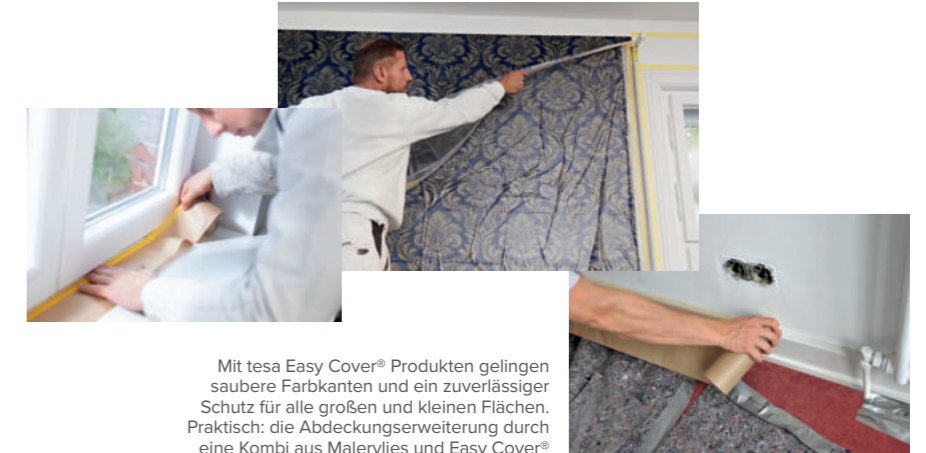 Mit tesa Easy Cover® Produkten gelingen
saubere Farbkanten und ein zuverlässiger
Schutz für alle großen und kleinen Flächen.
Praktisch: die Abdeckungserweiterung durch
eine Kombi aus Malervlies und Easy Cover®